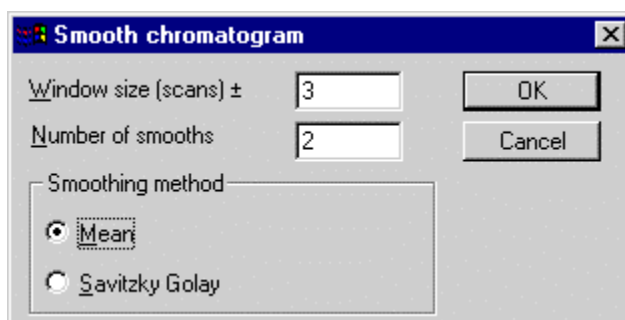 Smooth chromatogram
Window size (scans) ± 3 OK
Number of smooths 2 Cancel
Smoothing method
Mean
Savitzky Golay